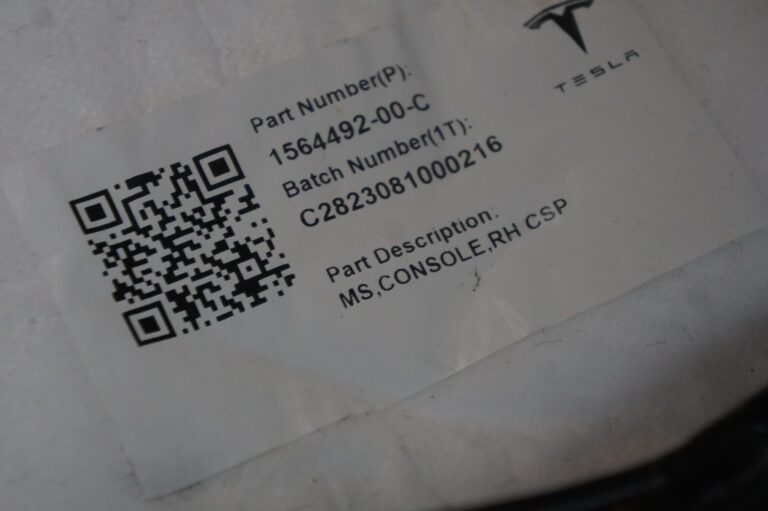 TESLA
Part Number(P):
1564492-00-C
Batch Number(1T):
C2823081000216
Part Description:
MS,CONSOLE,RH CSP